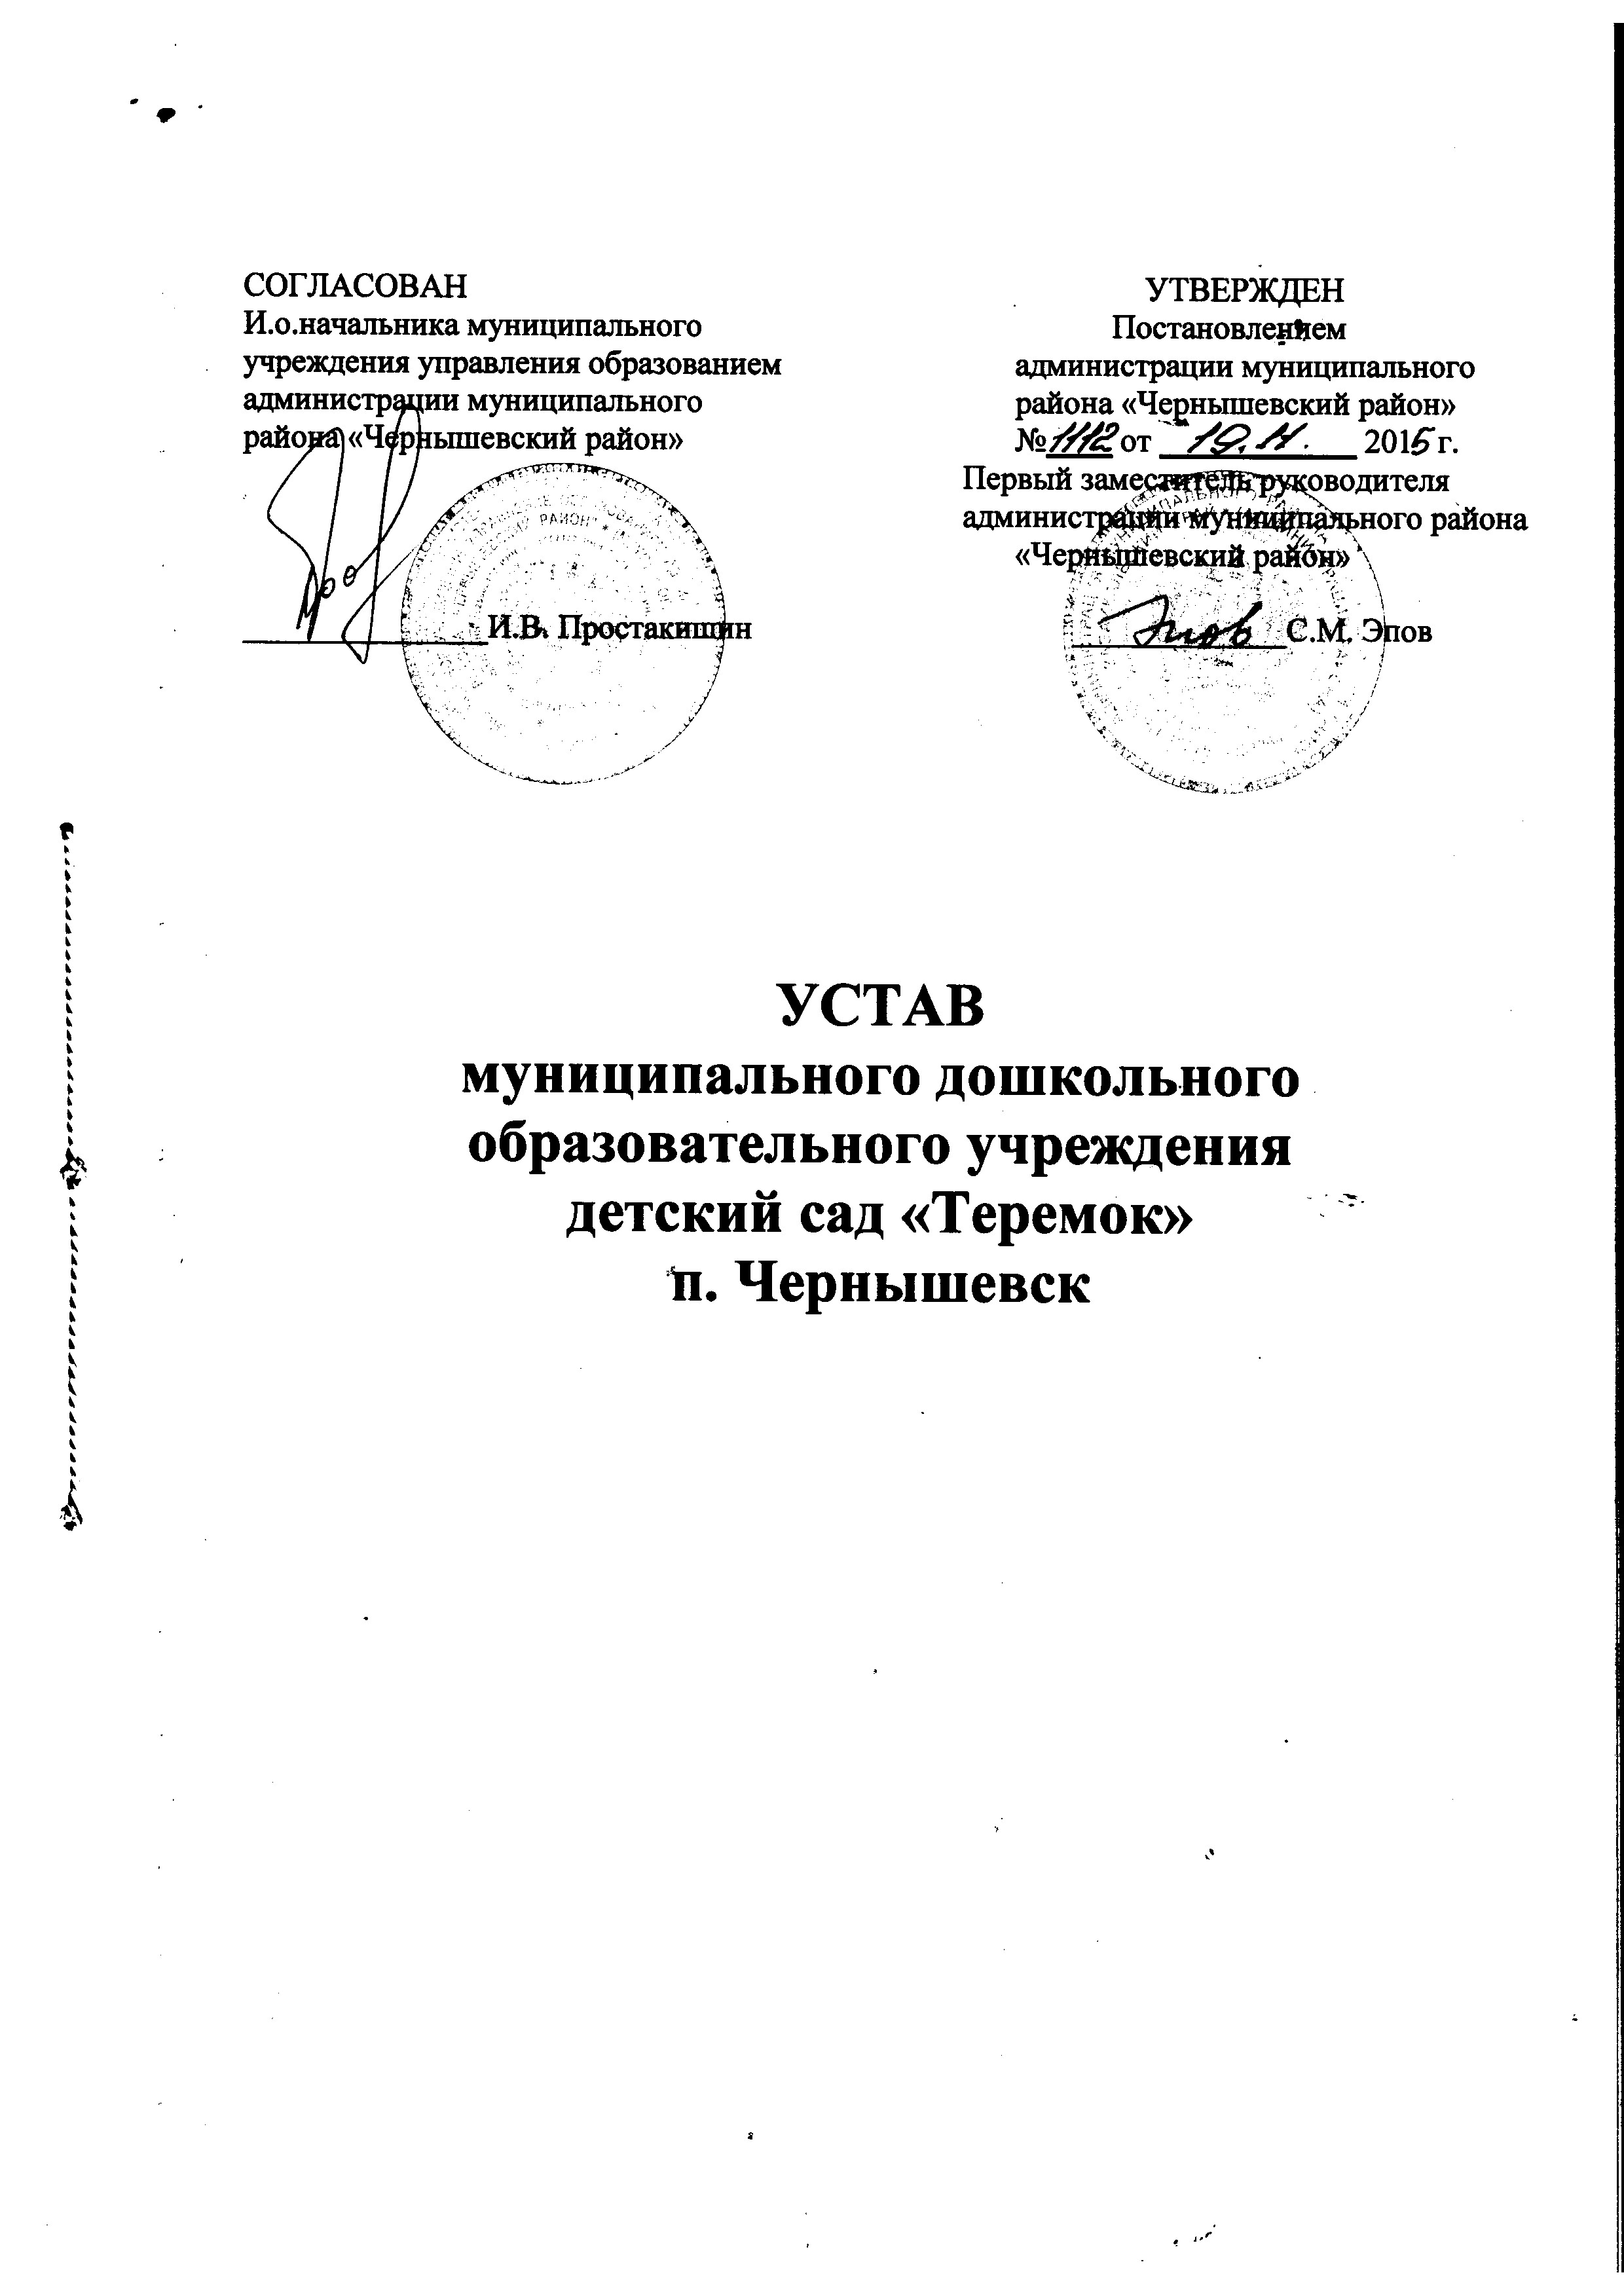 СОГЛАСОВАН
И.о.начальника муниципального
учреждения управления образованием
администрации муниципального
района «Чернышевский район»
И.В. Простакишин
УТВЕРЖДЕН
Постановлением
администрации муниципального
района «Чернышевский район»
№1112 от 19.11. 2015 г.
Первый заместитель руководителя
администрации муниципального района
«Чернышевский район»
Эпов С.М. Эпов
РАЙОН
УСТАВ
муниципального дошкольного
образовательного учреждения
детский сад «Теремок»
п. Чернышевск